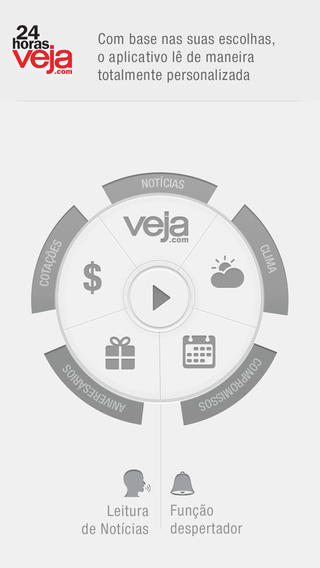 24
horas
veja
.com
Com base nas suas escolhas,
o aplicativo lê de maneira
totalmente personalizada
NOTÍCIAS
veja
.com
COTAÇÕES
CLIMA
$
ANIVERSÁRIOS
COMPROMISSOS
Leitura
de Notícias
Função
despertador